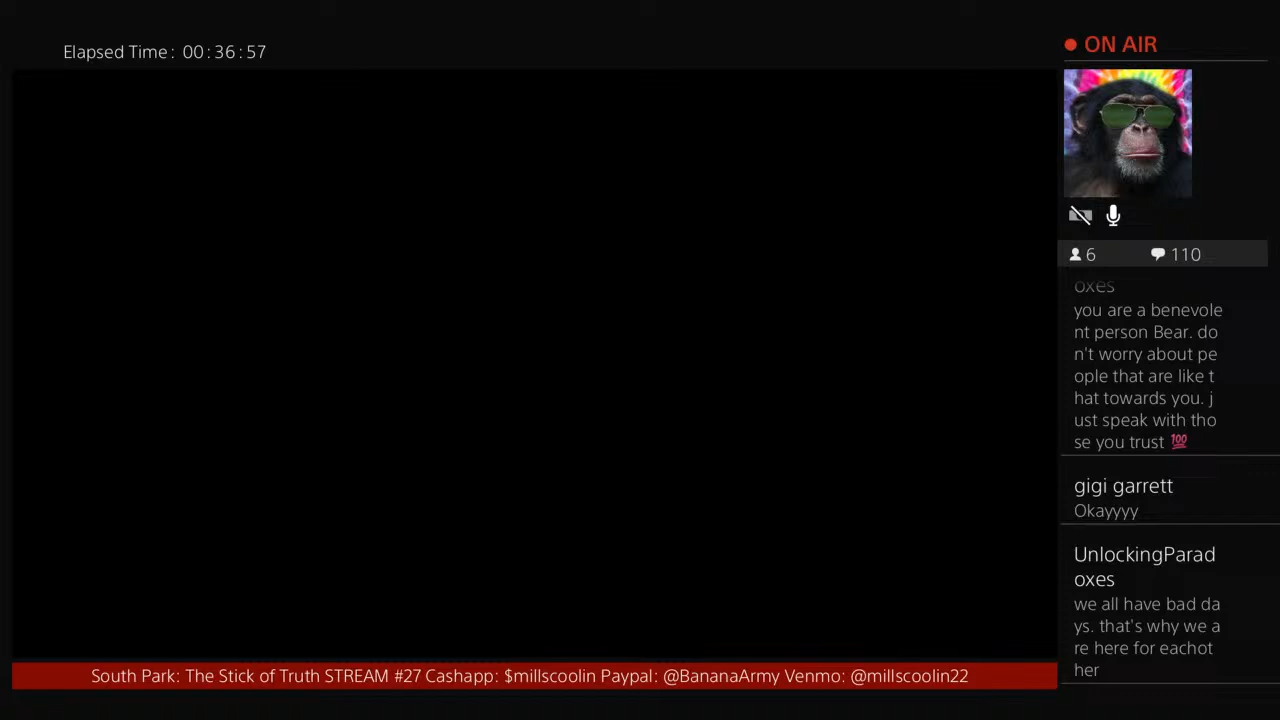 Elapsed Time: 00:36:57
ON AIR
6 110
oxes
you are a benevole
nt person Bear. do
n't worry about pe
ople that are like t
hat towards you. j
ust speak with tho
se you trust 💯
gigi garrett
Okayyyy
UnlockingParad
oxes
we all have bad da
ys. that's why we a
re here for eachot
her
South Park: The Stick of Truth STREAM #27 Cashapp: $millscoolin Paypal: @BananaArmy Venmo: @millscoolin22